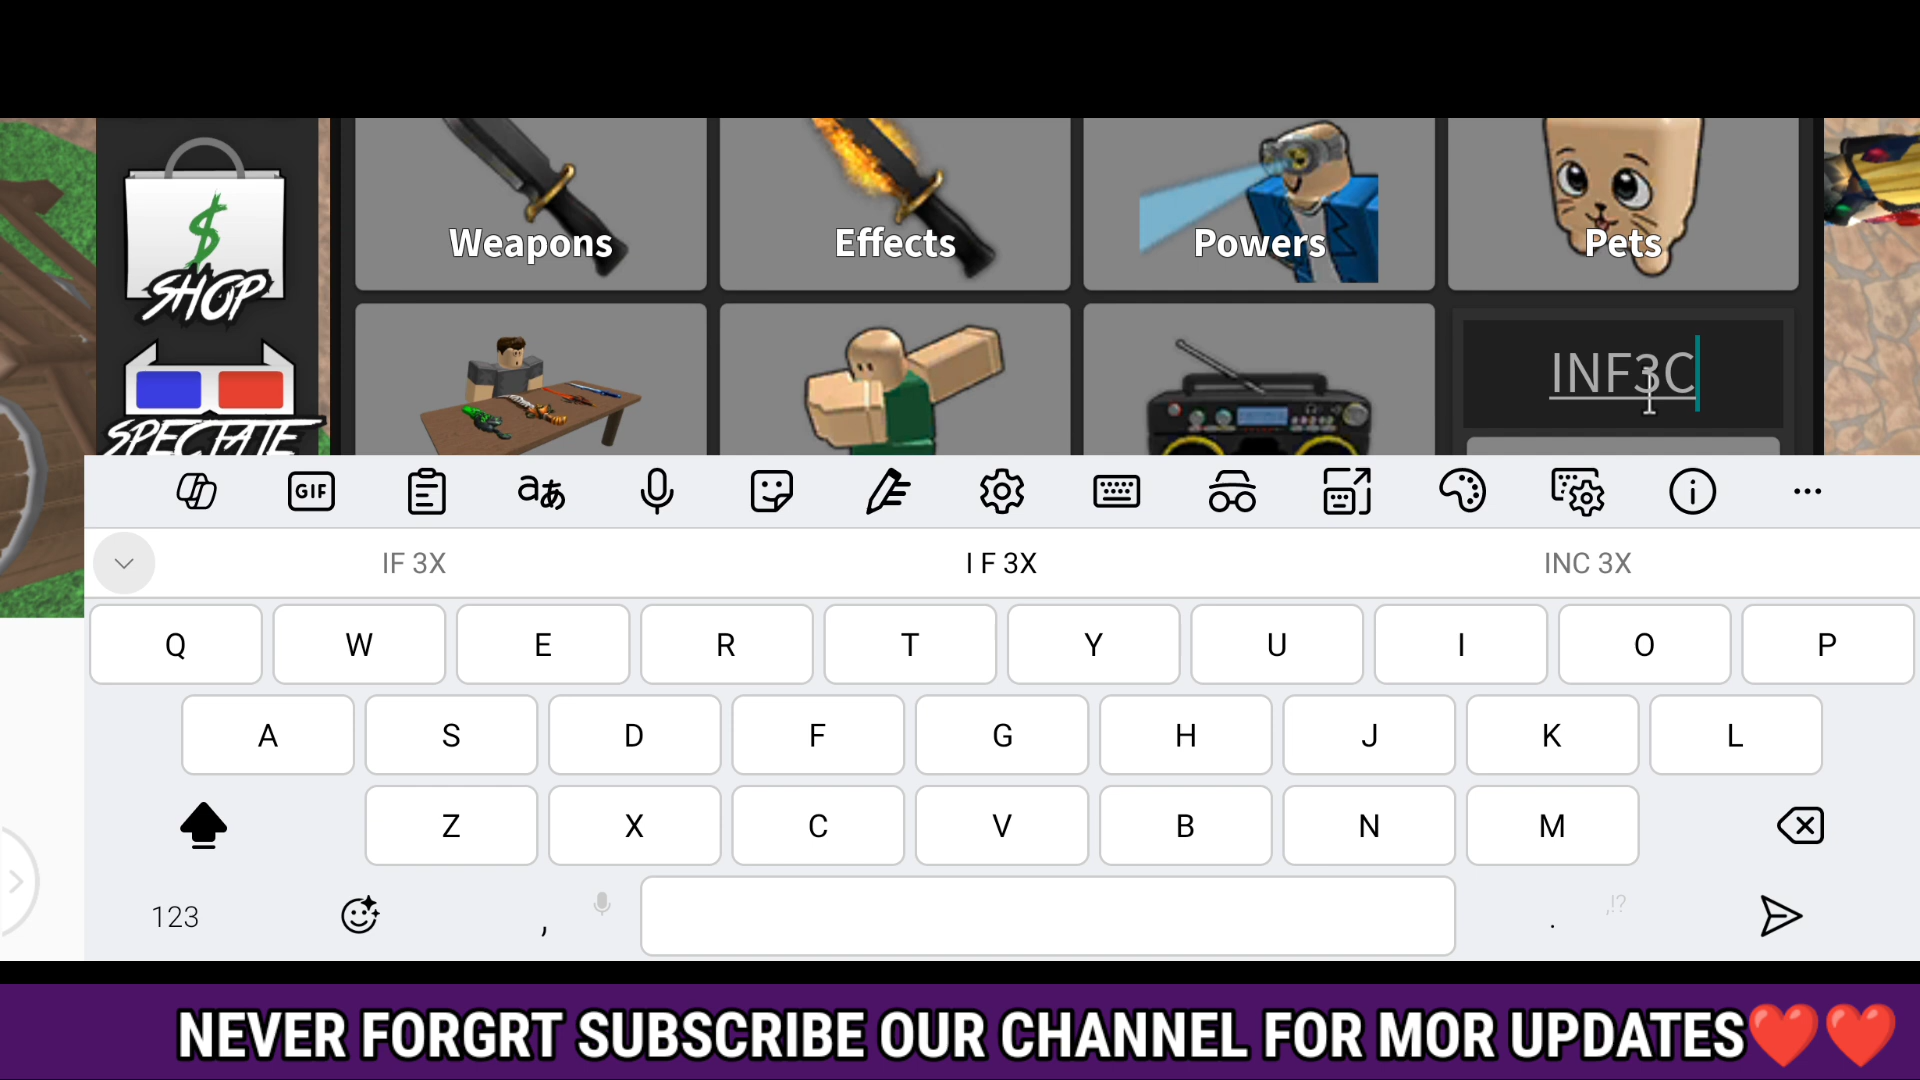 $
SHOP
SPECTATE
Weapons
Effects
Powers
Pets
INF3C
GIF
aあ
IF 3X
I F 3X
INC 3X
Q W E R T Y U I O P
A S D F G H J K L
Z X C V B N M
123 , . ,!?
NEVER FORGRT SUBSCRIBE OUR CHANNEL FOR MOR UPDATES❤️❤️